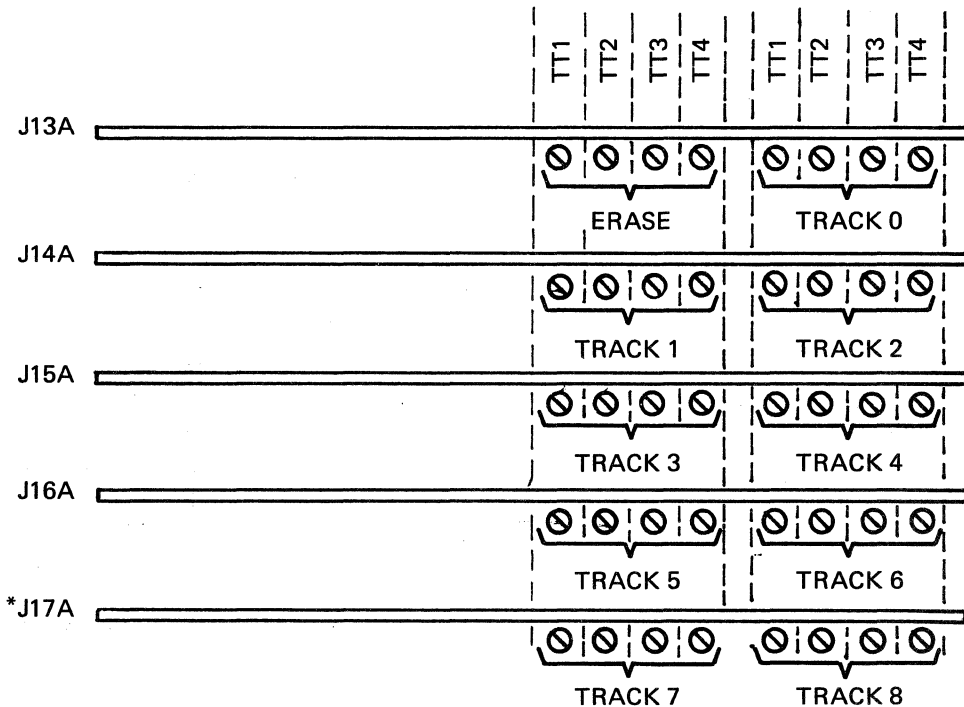 TT1 TT2 TT3 TT4 TT1 TT2 TT3 TT4
J13A
ERASE TRACK 0
J14A
TRACK 1 TRACK 2
J15A
TRACK 3 TRACK 4
J16A
TRACK 5 TRACK 6
*J17A
TRACK 7 TRACK 8